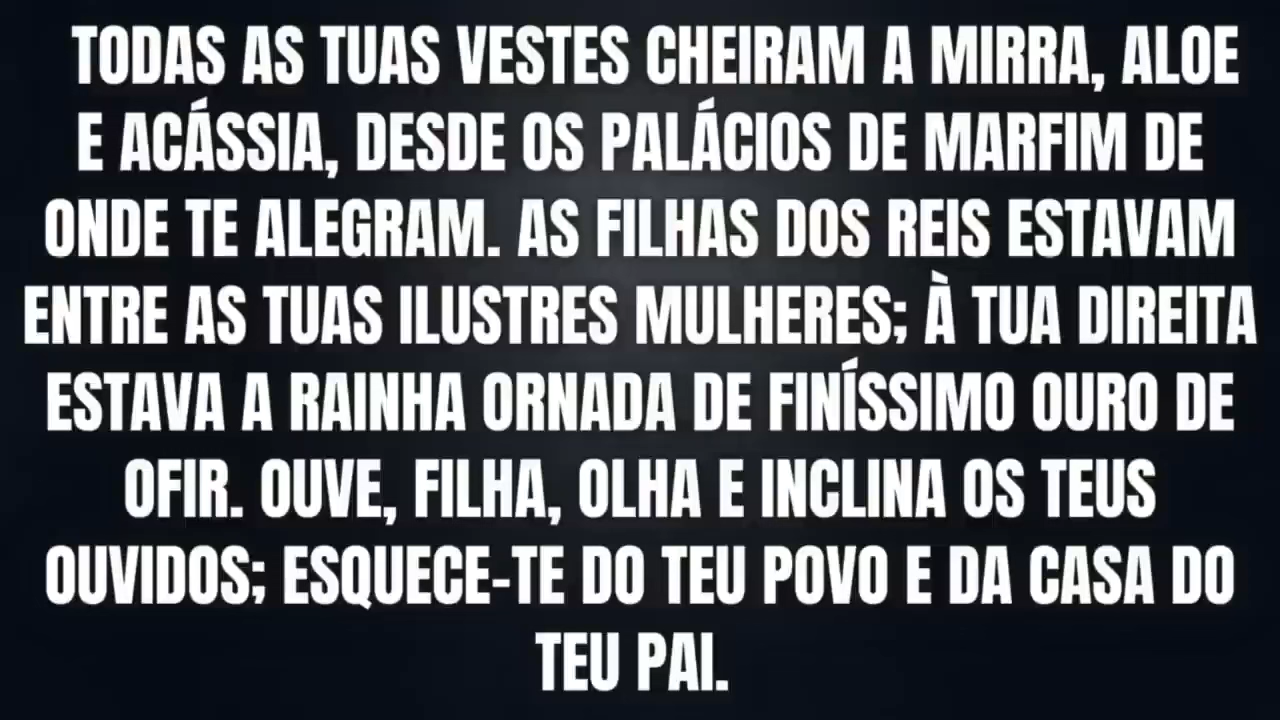 TODAS AS TUAS VESTES CHEIRAM A MIRRA, ALOE
E ACÁSSIA, DESDE OS PALÁCIOS DE MARFIM DE
ONDE TE ALEGRAM. AS FILHAS DOS REIS ESTAVAM
ENTRE AS TUAS ILUSTRES MULHERES; À TUA DIREITA
ESTAVA A RAINHA ORNADA DE FINÍSSIMO OURO DE
OFIR. OUVE, FILHA, OLHA E INCLINA OS TEUS
OUVIDOS; ESQUECE-TE DO TEU POVO E DA CASA DO
TEU PAI.